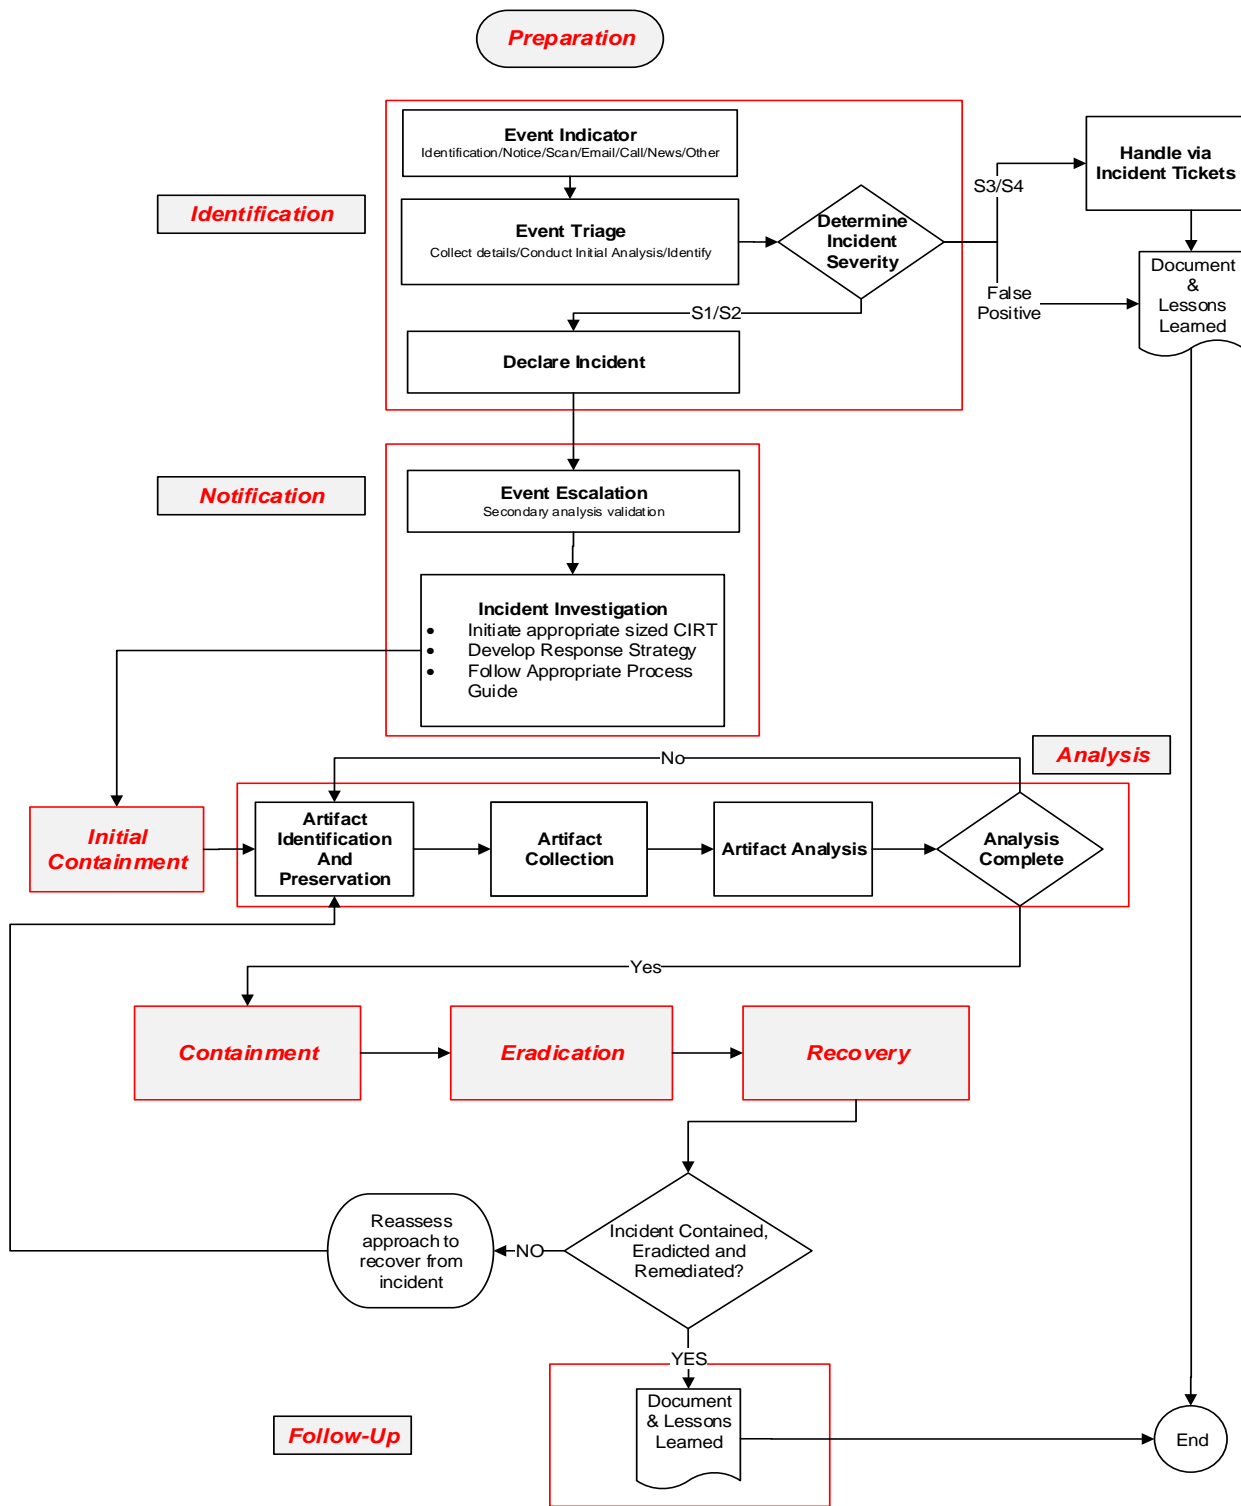 Preparation
Event Indicator
Identification/Notice/Scan/Email/Call/News/Other
Handle via
Incident Tickets
S3/S4
Identification
Event Triage
Collect details/Conduct Initial Analysis/Identify
Determine
Incident
Severity
Document
&
Lessons
Learned
False
Positive
S1/S2
Declare Incident
Notification
Event Escalation
Secondary analysis validation
Incident Investigation
• Initiate appropriate sized CIRT
• Develop Response Strategy
• Follow Appropriate Process
Guide
Analysis
No
Initial
Containment
Artifact
Identification
And
Preservation
Artifact
Collection
Artifact Analysis
Analysis
Complete
Yes
Containment
Eradication
Recovery
Reassess
approach to
recover from
incident
NO
Incident Contained,
Eradicted and
Remediated?
YES
Document
& Lessons
Learned
Follow-Up
End